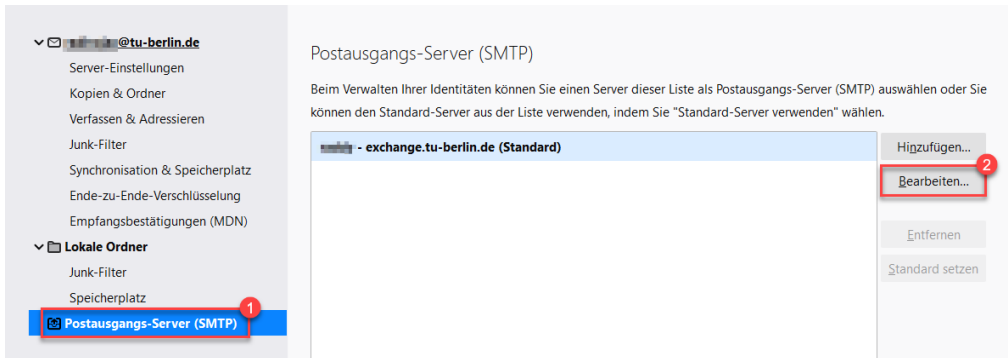 @tu-berlin.de
Server-Einstellungen
Kopien & Ordner
Verfassen & Adressieren
Junk-Filter
Synchronisation & Speicherplatz
Ende-zu-Ende-Verschlüsselung
Empfangsbestätigungen (MDN)
Lokale Ordner
Junk-Filter
Speicherplatz
1
Postausgangs-Server (SMTP)
Postausgangs-Server (SMTP)
Beim Verwalten Ihrer Identitäten können Sie einen Server dieser Liste als Postausgangs-Server (SMTP) auswählen oder Sie
können den Standard-Server aus der Liste verwenden, indem Sie "Standard-Server verwenden" wählen.
- exchange.tu-berlin.de (Standard)
Hinzufügen...
2
Bearbeiten...
Entfernen
Standard setzen